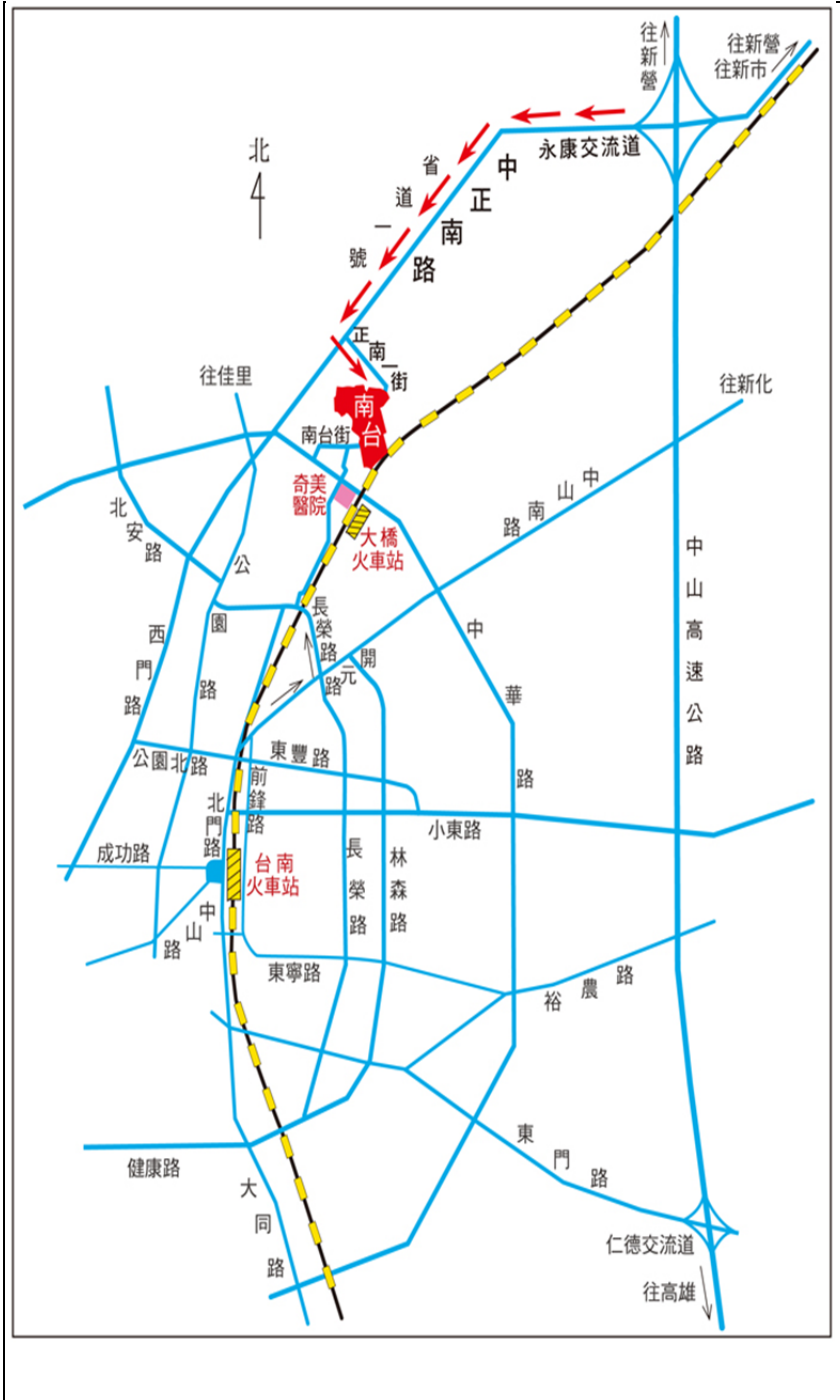 往新營
往新營
往新市
永康交流道
北
省道一號
中正南路
正南一街
南台
往佳里
往新化
南台街
奇美
醫院
大橋
火車站
中山南路
北安路
公園路
西門路
長榮路
開元路
中華路
中山高速公路
公園北路
東豐路
北門路
前鋒路
小東路
成功路
台南
火車站
長榮路
林森路
中山路
東寧路
裕農路
東門路
健康路
大同路
仁德交流道
往高雄